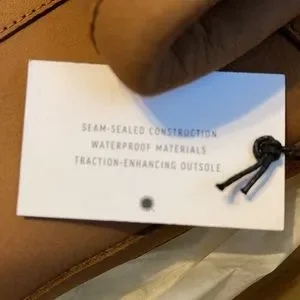 SEAM-SEALED CONSTRUCTION
WATERPROOF MATERIALS
TRACTION-ENHANCING OUTSOLE